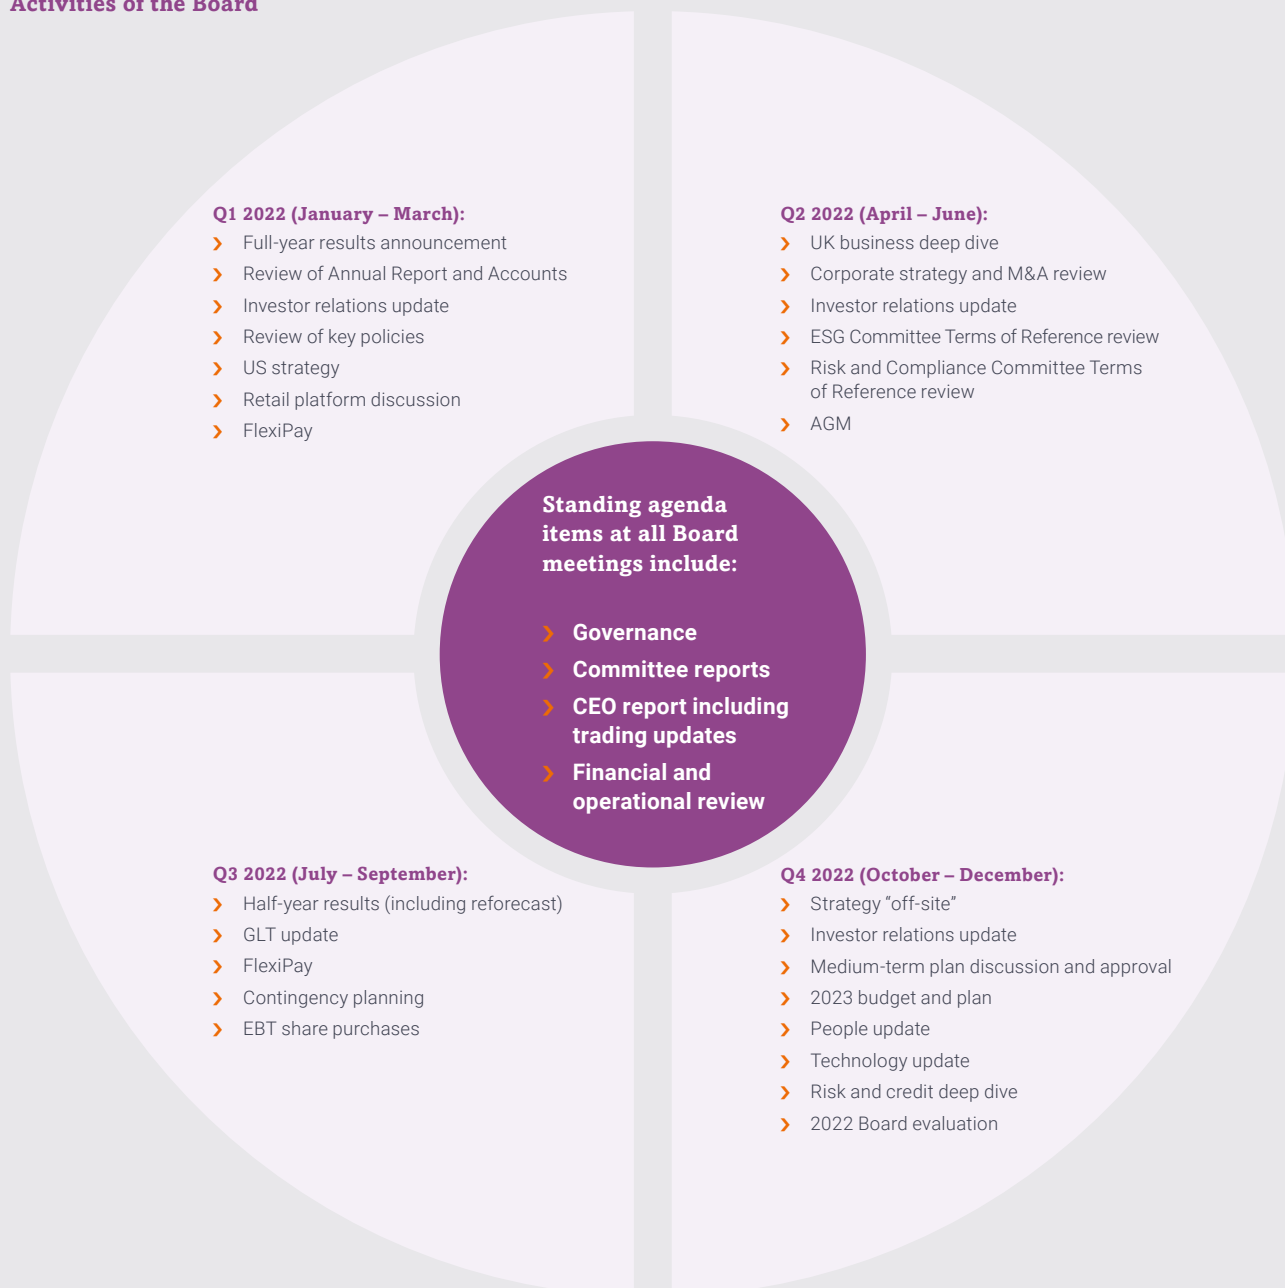 Activities of the Board
Q1 2022 (January – March):
› Full-year results announcement
› Review of Annual Report and Accounts
› Investor relations update
› Review of key policies
› US strategy
› Retail platform discussion
› FlexiPay
Q2 2022 (April – June):
› UK business deep dive
› Corporate strategy and M&A review
› Investor relations update
› ESG Committee Terms of Reference review
› Risk and Compliance Committee Terms
of Reference review
› AGM
Standing agenda
items at all Board
meetings include:
› Governance
› Committee reports
› CEO report including
trading updates
› Financial and
operational review
Q3 2022 (July – September):
› Half-year results (including reforecast)
› GLT update
› FlexiPay
› Contingency planning
› EBT share purchases
Q4 2022 (October – December):
› Strategy “off-site”
› Investor relations update
› Medium-term plan discussion and approval
› 2023 budget and plan
› People update
› Technology update
› Risk and credit deep dive
› 2022 Board evaluation